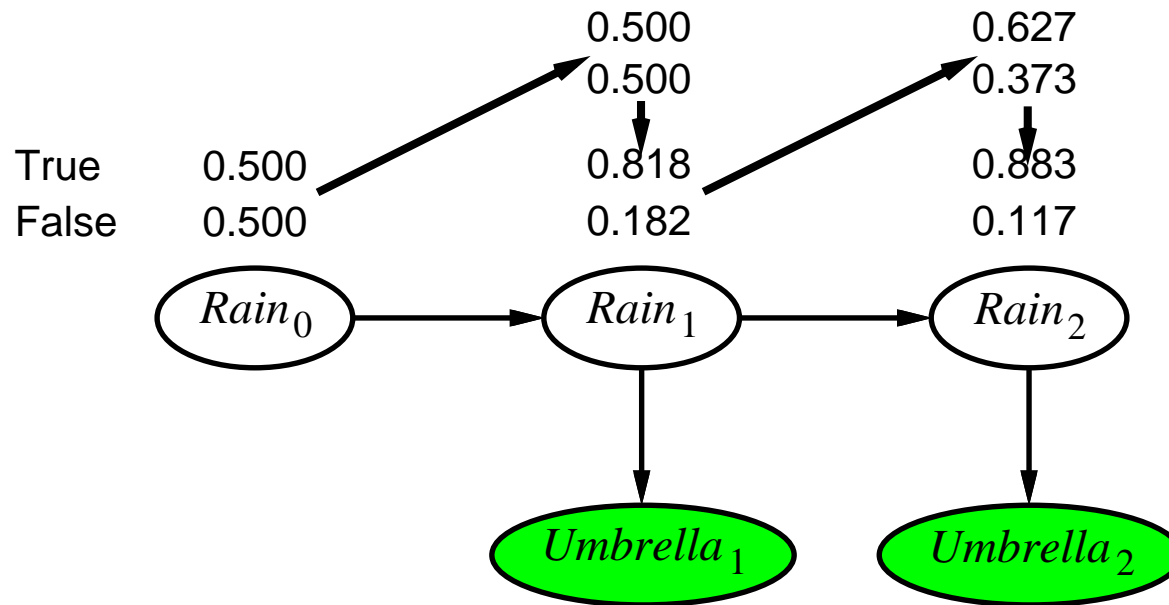 0.500 0.627
0.500 0.373
True 0.500 0.818 0.883
False 0.500 0.182 0.117
Rain0 Rain1 Rain2
Umbrella1 Umbrella2